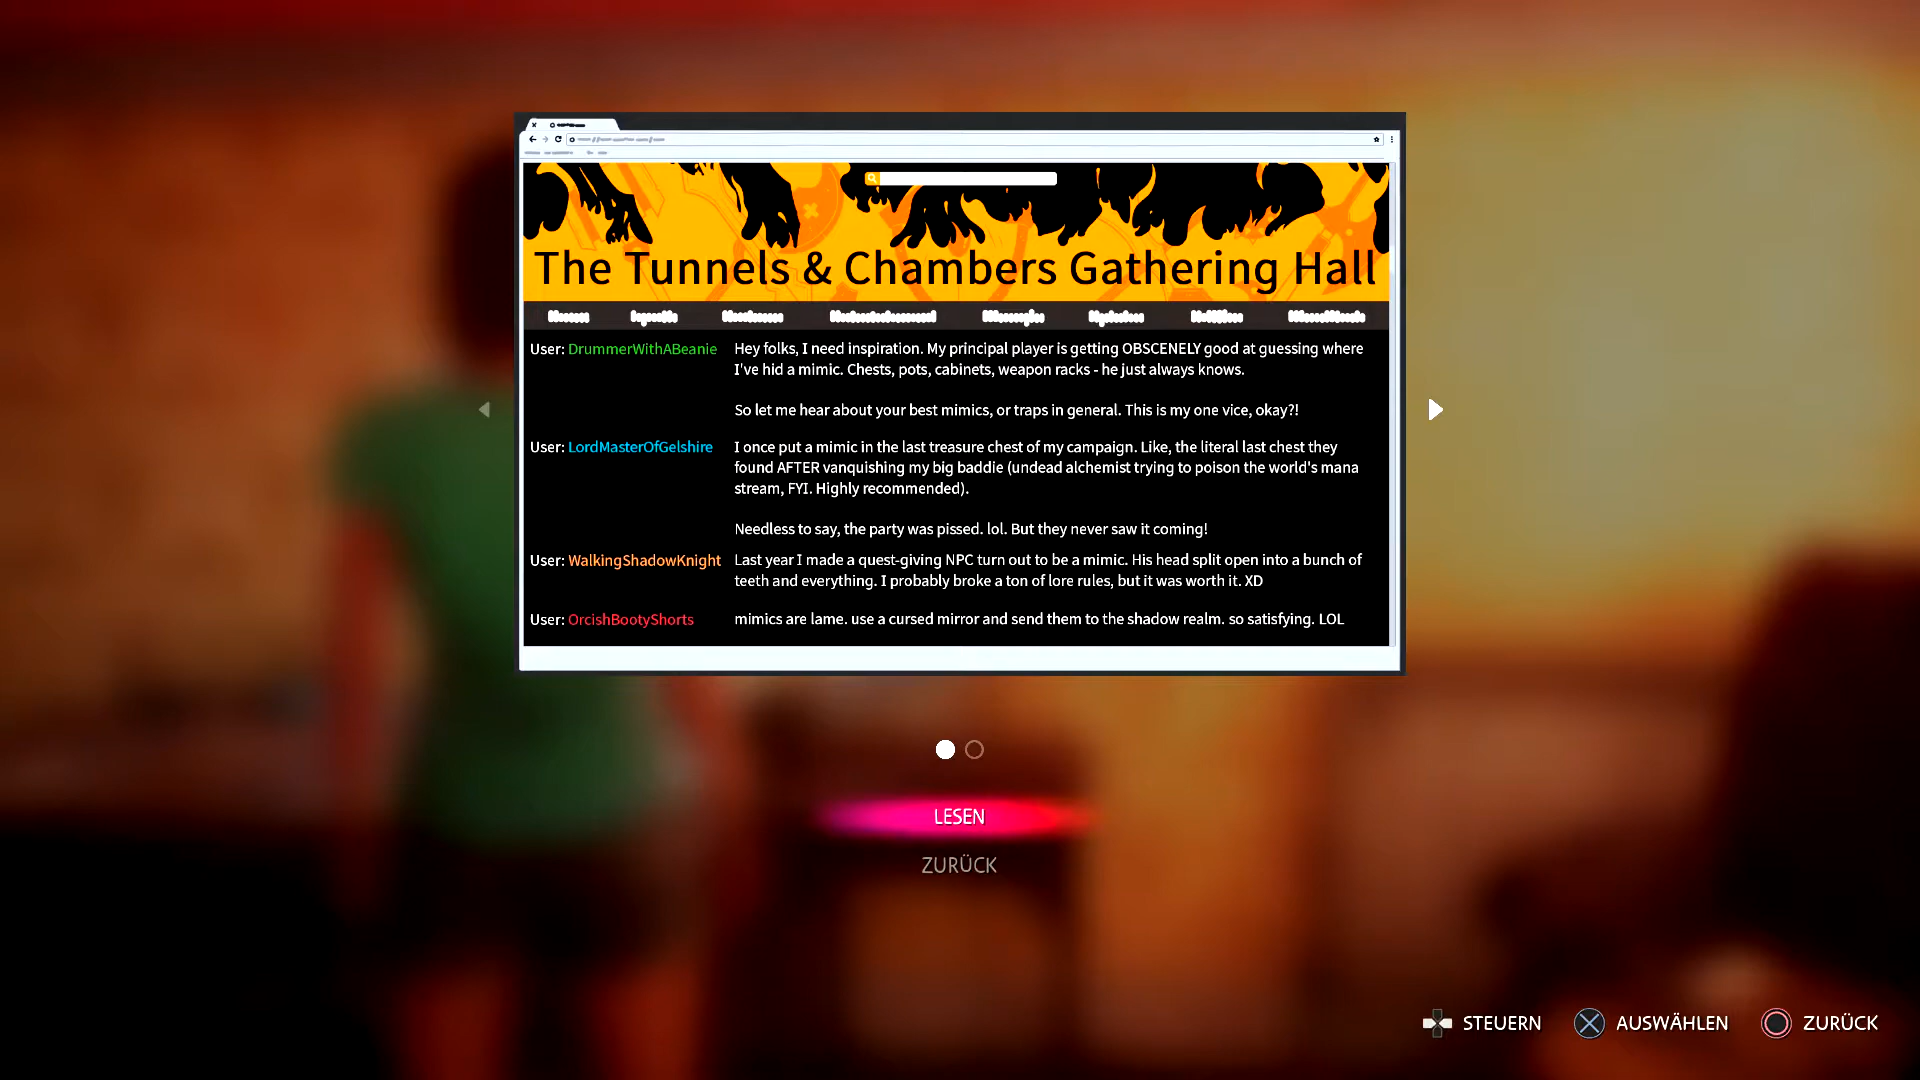 The Tunnels & Chambers Gathering Hall
User: DrummerWithABeanie
Hey folks, I need inspiration. My principal player is getting OBSCENELY good at guessing where
I've hid a mimic. Chests, pots, cabinets, weapon racks - he just always knows.
So let me hear about your best mimics, or traps in general. This is my one vice, okay?!
User: LordMasterOfGelshire
I once put a mimic in the last treasure chest of my campaign. Like, the literal last chest they
found AFTER vanquishing my big baddie (undead alchemist trying to poison the world's mana
stream, FYI. Highly recommended).
Needless to say, the party was pissed. lol. But they never saw it coming!
User: WalkingShadowKnight
Last year I made a quest-giving NPC turn out to be a mimic. His head split open into a bunch of
teeth and everything. I probably broke a ton of lore rules, but it was worth it. XD
User: OrcishBootyShorts
mimics are lame. use a cursed mirror and send them to the shadow realm. so satisfying. LOL
LESEN
ZURÜCK
STEUERN
AUSWÄHLEN
ZURÜCK